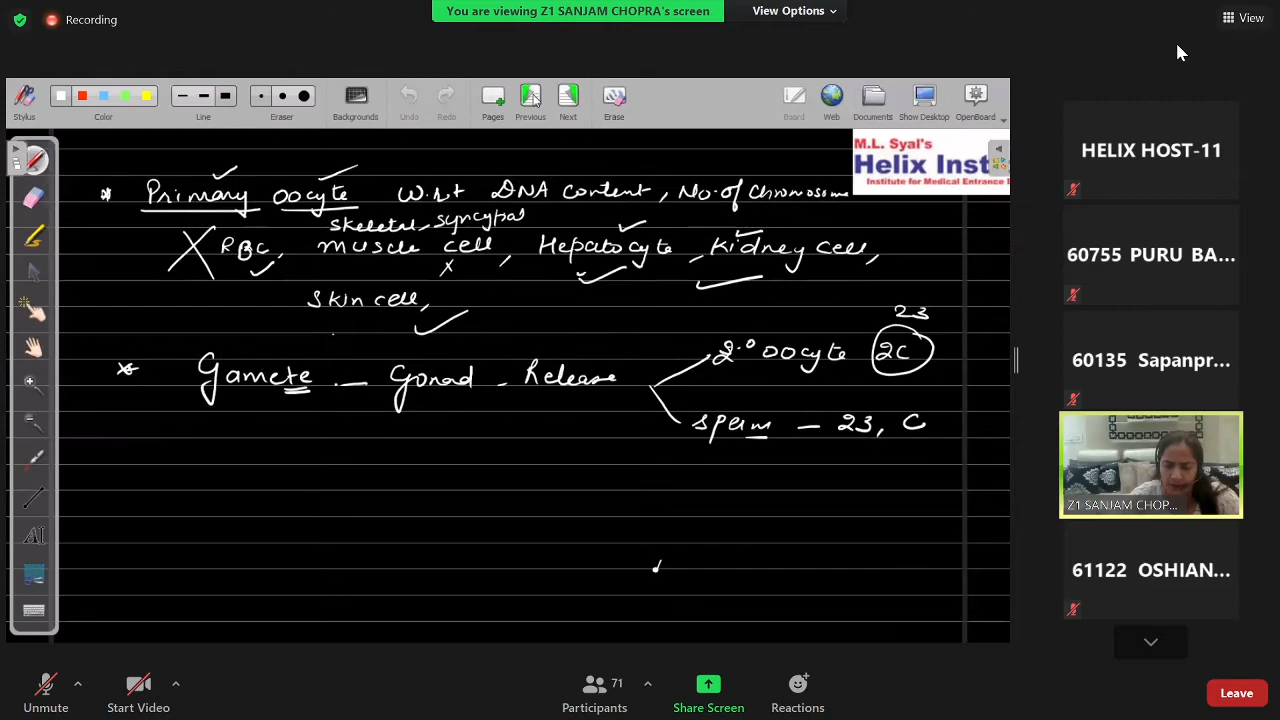 Recording
You are viewing Z1 SANJAM CHOPRA's screen
View Options
View
Stylus
Color
Line
Eraser
Backgrounds
Undo
Redo
Pages
Previous
Next
Erase
Board
Web
Documents
Show Desktop
OpenBoard
M.L. Syal's
Helix Inst
Institute for Medical Entrance E
* Primary oocyte w.r.t DNA content, No. of Chromosome
skeletal, syncytial
X RBC, muscle cell, Hepatocyte, Kidney cell,
skin cell,
23
* Gamete - Gonad - Release
2° oocyte 2C
sperm - 23, C
HELIX HOST-11
60755 PURU BA...
60135 Sapanpr...
Z1 SANJAM CHOP...
61122 OSHIAN...
Unmute
Start Video
71
Participants
Share Screen
Reactions
Leave